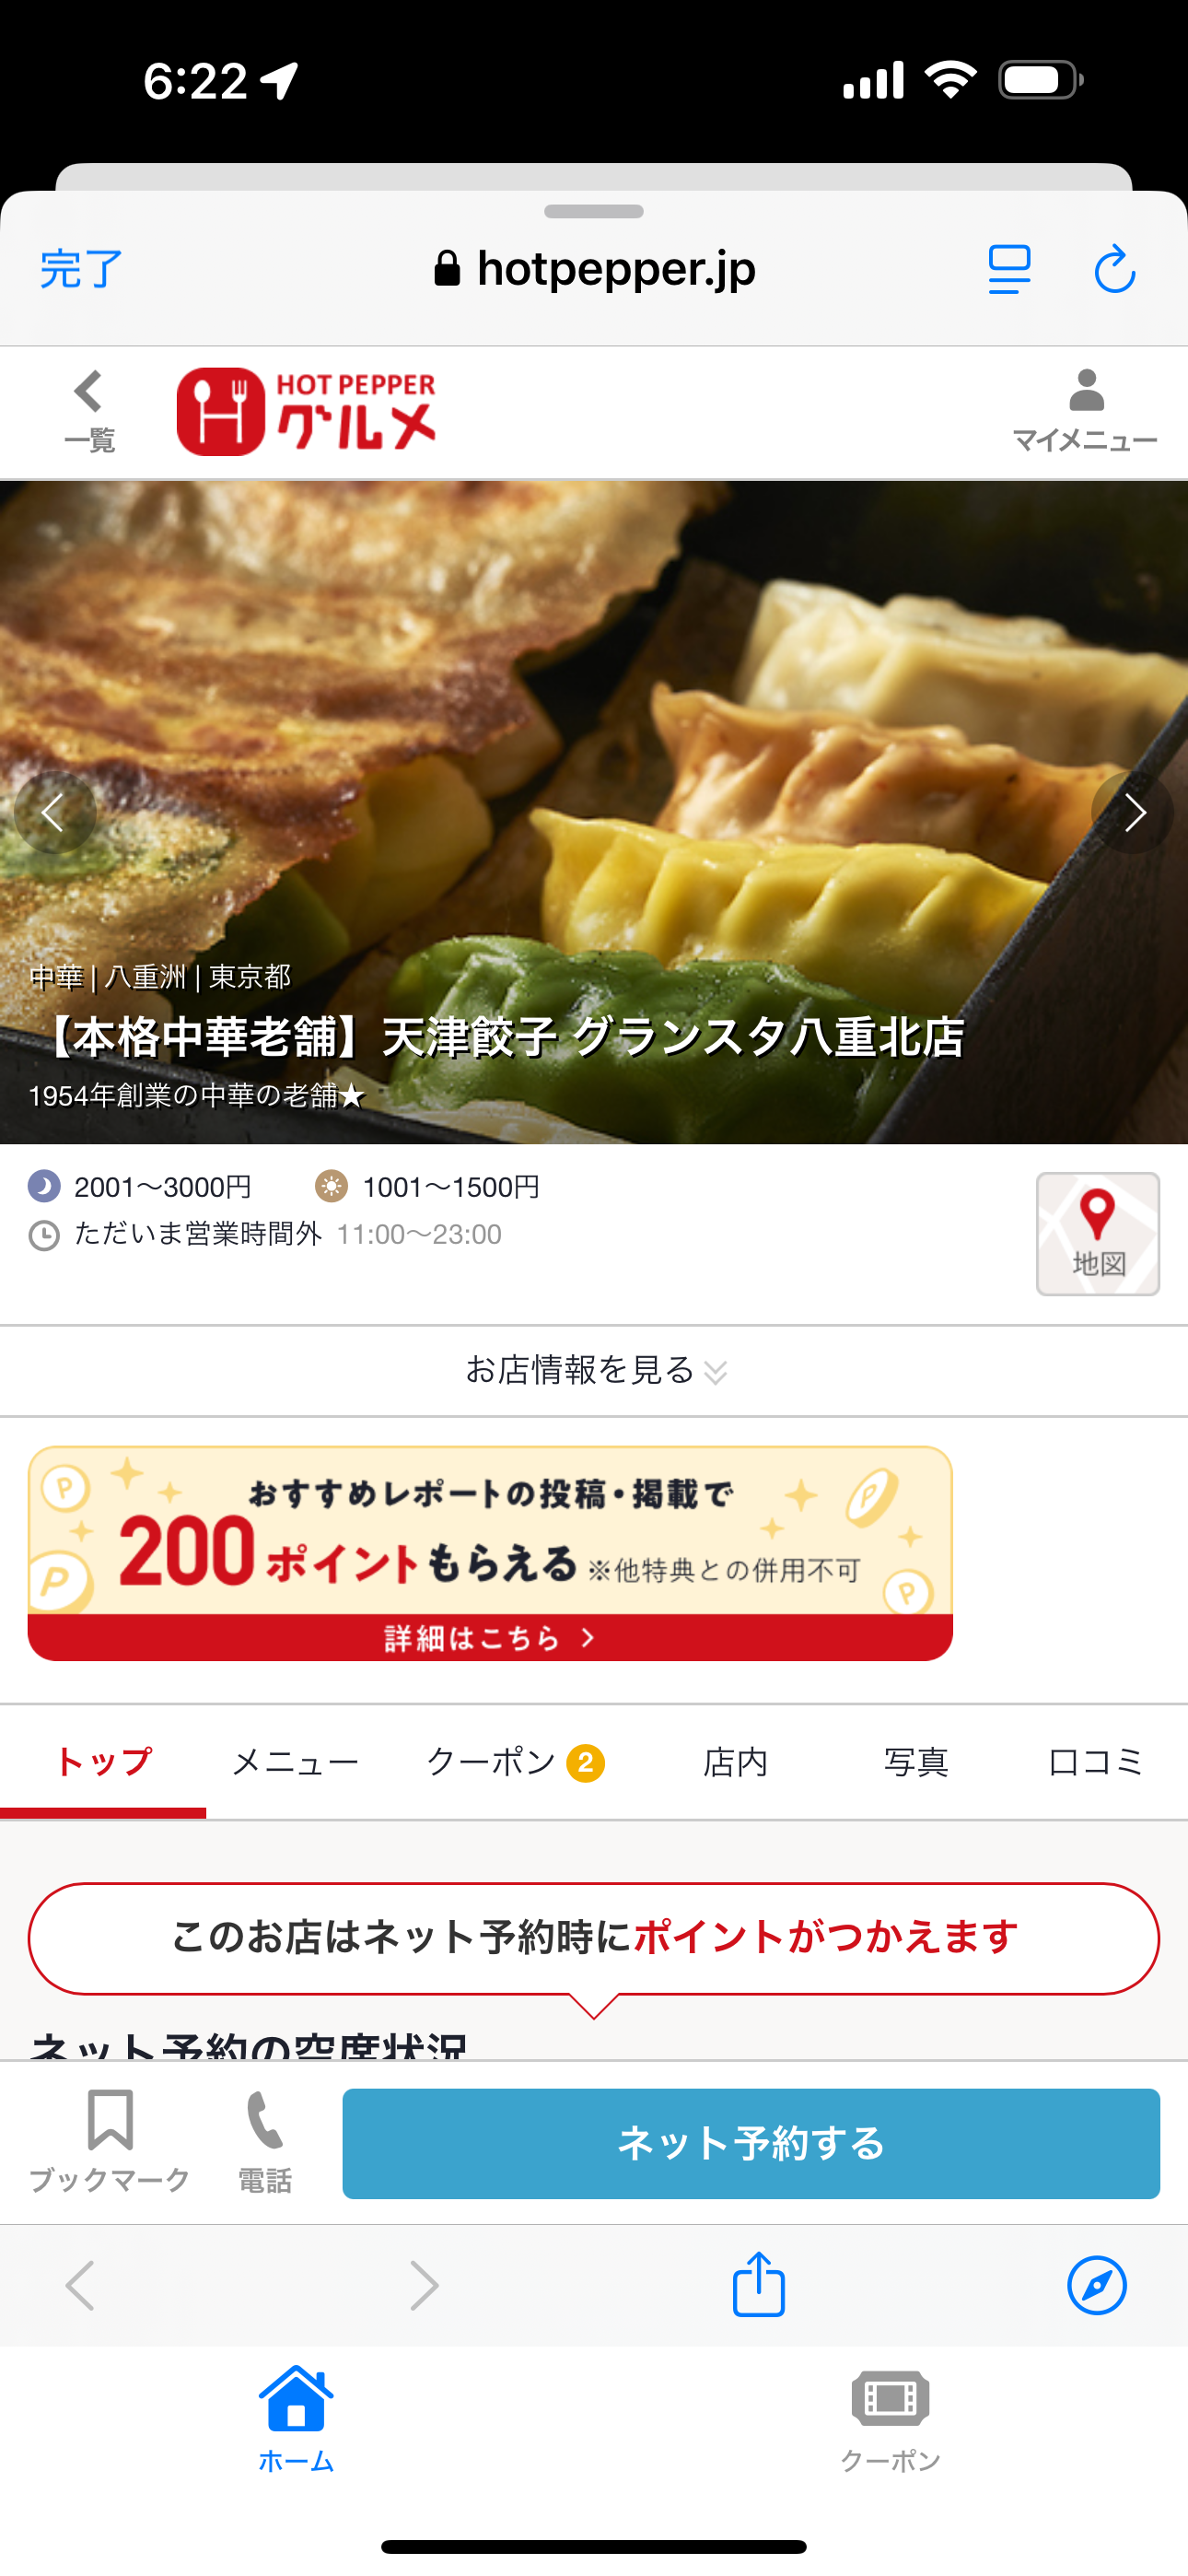 6:22
完了
hotpepper.jp
一覧
HOT PEPPER
グルメ
マイメニュー
中華 | 八重洲 | 東京都
【本格中華老舗】天津餃子 グランスタ八重北店
1954年創業の中華の老舗★
2001～3000円
1001～1500円
ただいま営業時間外 11:00～23:00
地図
お店情報を見る
おすすめレポートの投稿・掲載で
200ポイントもらえる ※他特典との併用不可
詳細はこちら
トップ
メニュー
クーポン 2
店内
写真
口コミ
このお店はネット予約時にポイントがつかえます
ネット予約の空席状況
ブックマーク
電話
ネット予約する
ホーム
クーポン